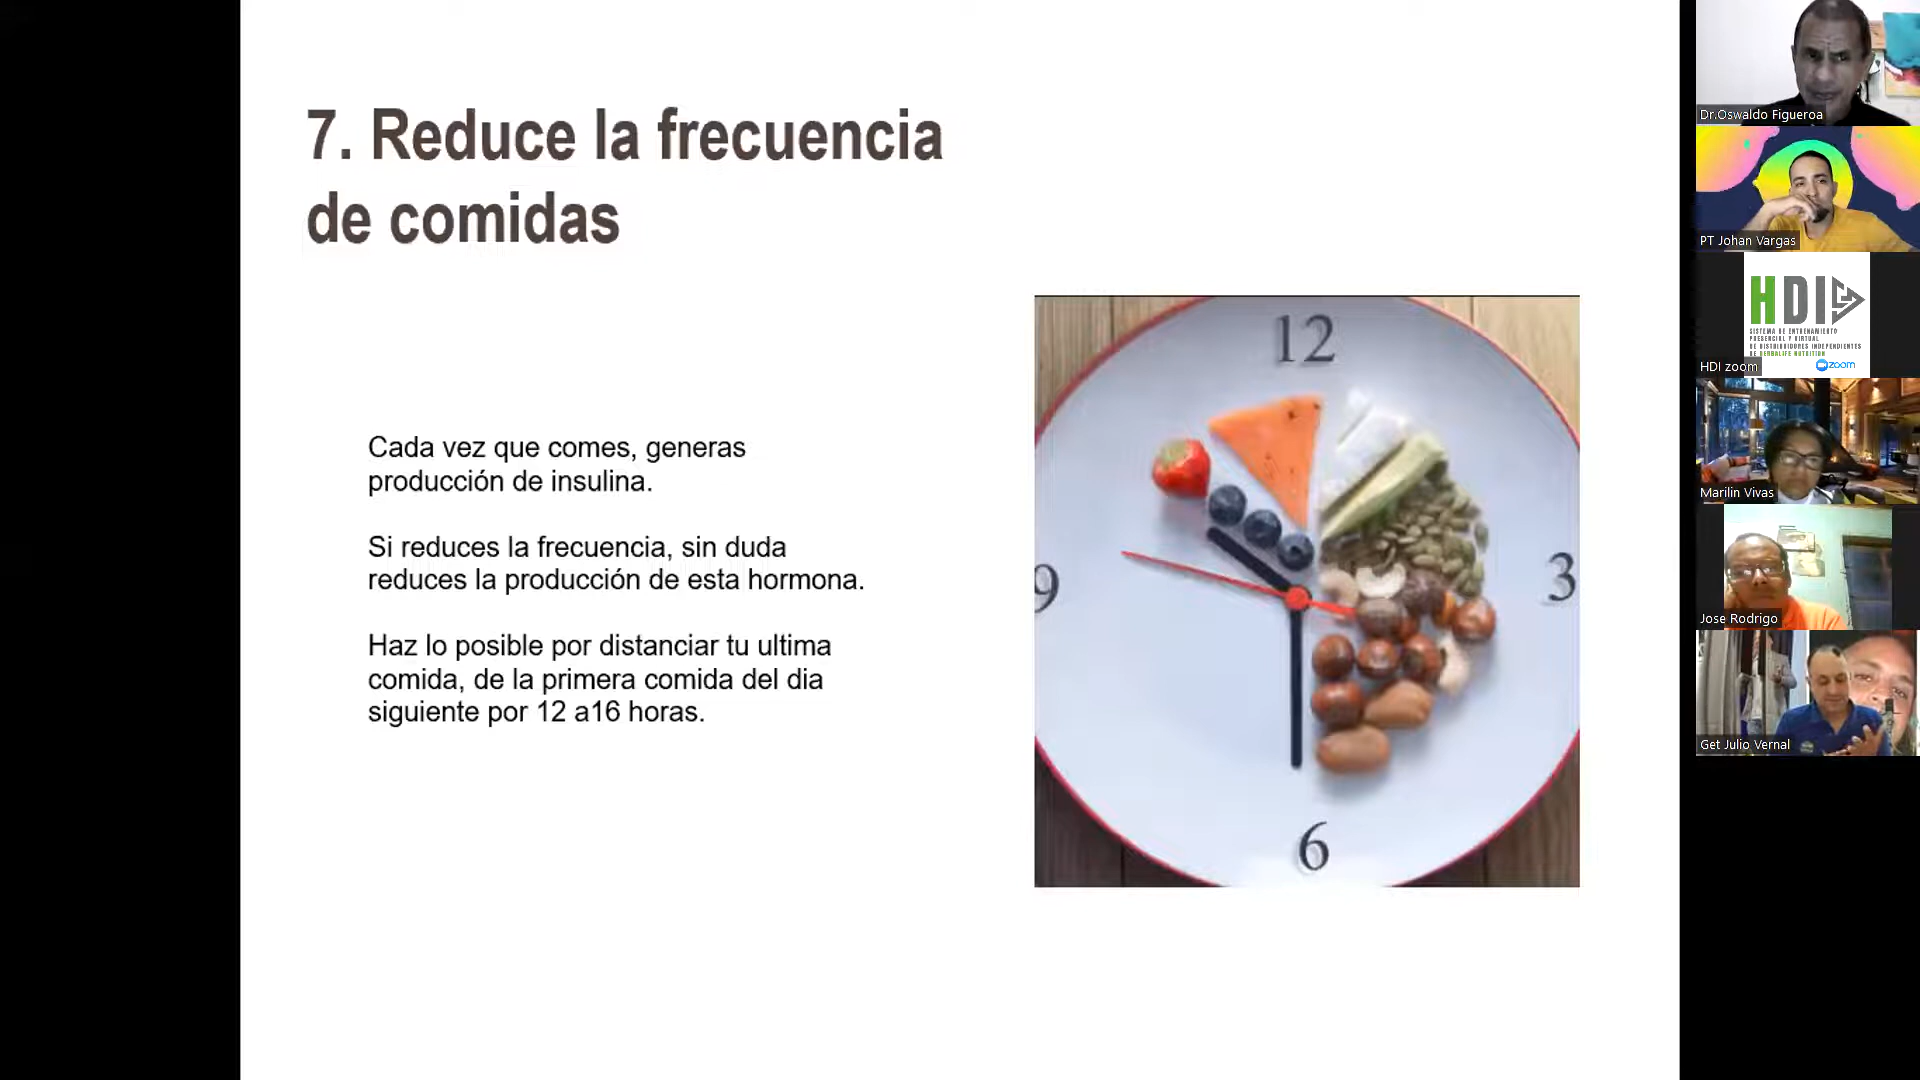 7. Reduce la frecuencia
de comidas
Cada vez que comes, generas
producción de insulina.
Si reduces la frecuencia, sin duda
reduces la producción de esta hormona.
Haz lo posible por distanciar tu ultima
comida, de la primera comida del dia
siguiente por 12 a16 horas.
12
3
6
9
Dr.Oswaldo Figueroa
PT Johan Vargas
HDI
SISTEMA DE ENTRENAMIENTO
PRESENCIAL Y VIRTUAL
DE DISTRIBUIDORES INDEPENDIENTES
DE HERBALIFE NUTRITION
zoom
HDI zoom
Marilin Vivas
Jose Rodrigo
Get Julio Vernal